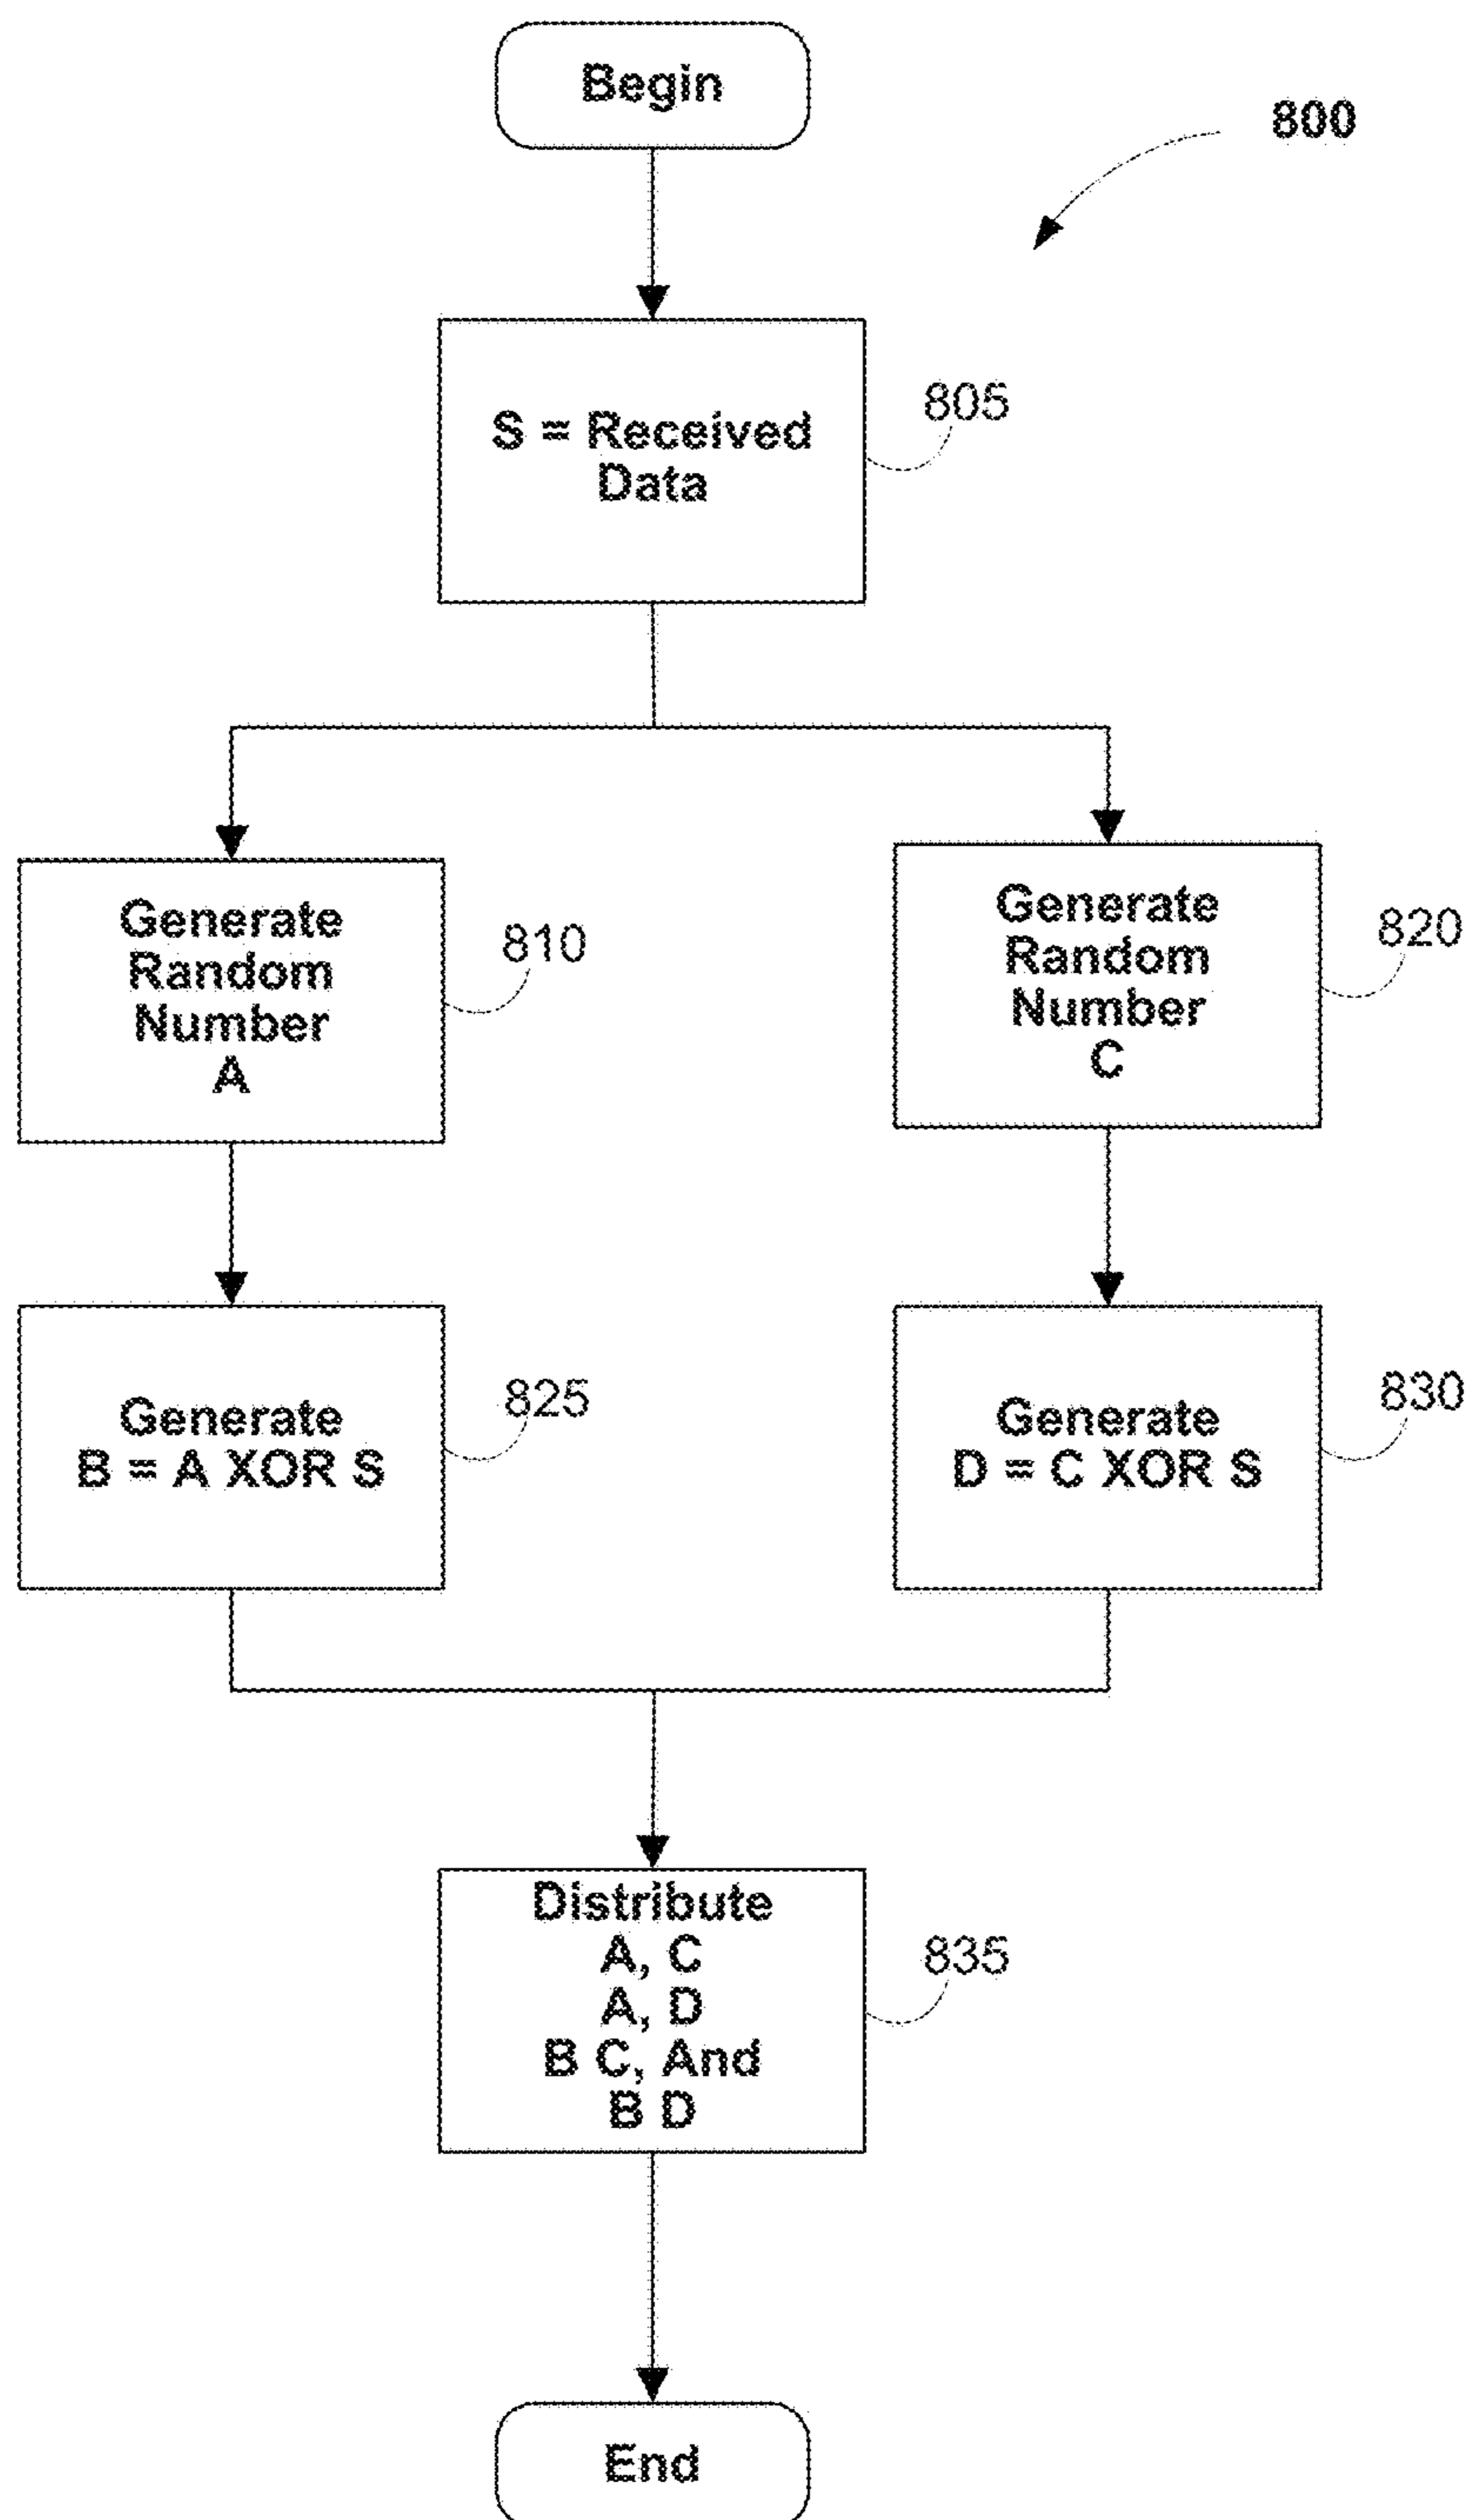 Begin
800
S = Received
Data
805
Generate
Random
Number
A
810
Generate
Random
Number
C
820
Generate
B = A XOR S
825
Generate
D = C XOR S
830
Distribute
A, C
A, D
B C, And
B D
835
End